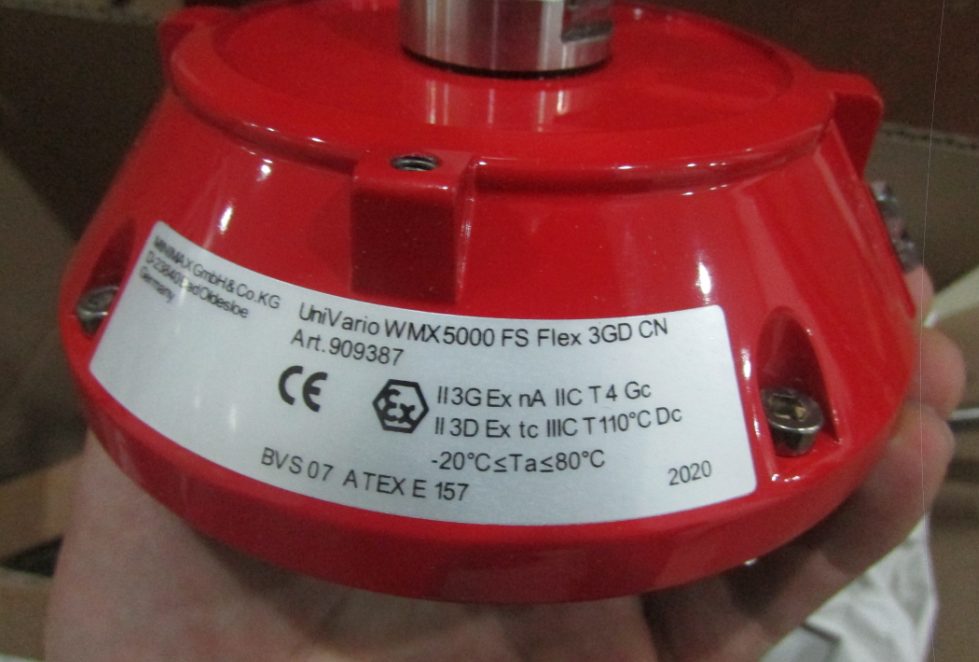 MINIMAX GmbH & Co. KG
D-23840 Bad Oldesloe
Germany
UniVario WMX5000 FS Flex 3GD CN
Art. 909387
CE
Ex
II 3G Ex nA IIC T4 Gc
II 3D Ex tc IIIC T110°C Dc
-20°C≤Ta≤80°C
BVS 07 ATEX E 157
2020